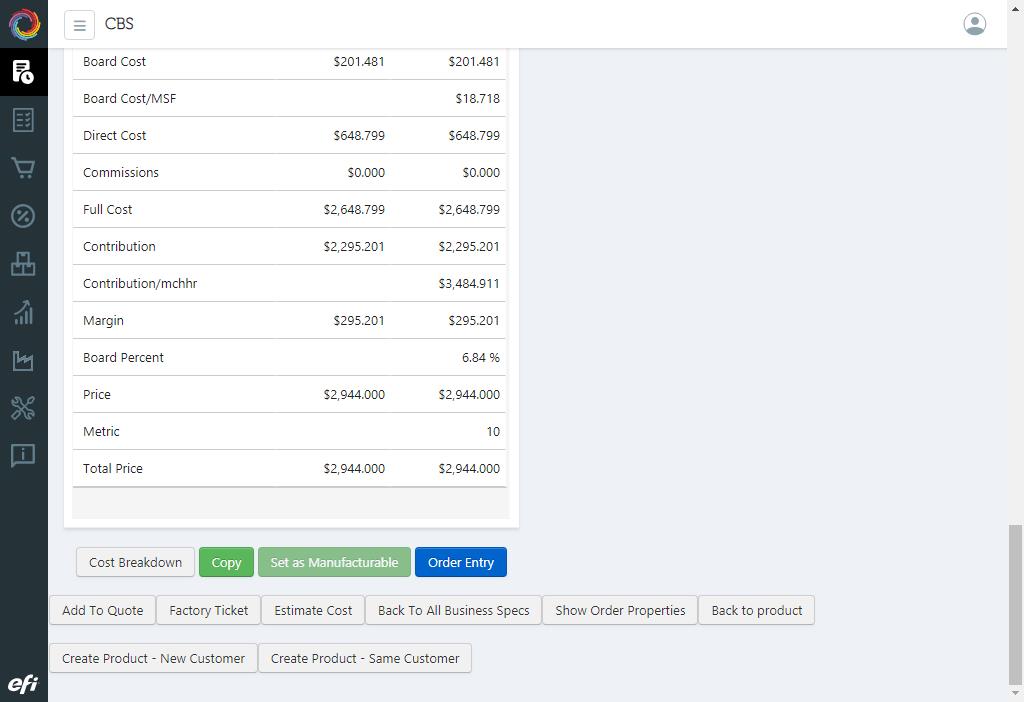 CBS
Board Cost $201.481 $201.481
Board Cost/MSF $18.718
Direct Cost $648.799 $648.799
Commissions $0.000 $0.000
Full Cost $2,648.799 $2,648.799
Contribution $2,295.201 $2,295.201
Contribution/mchhr $3,484.911
Margin $295.201 $295.201
Board Percent 6.84 %
Price $2,944.000 $2,944.000
Metric 10
Total Price $2,944.000 $2,944.000
Cost Breakdown Copy Set as Manufacturable Order Entry
Add To Quote Factory Ticket Estimate Cost Back To All Business Specs Show Order Properties Back to product
Create Product - New Customer Create Product - Same Customer
efi